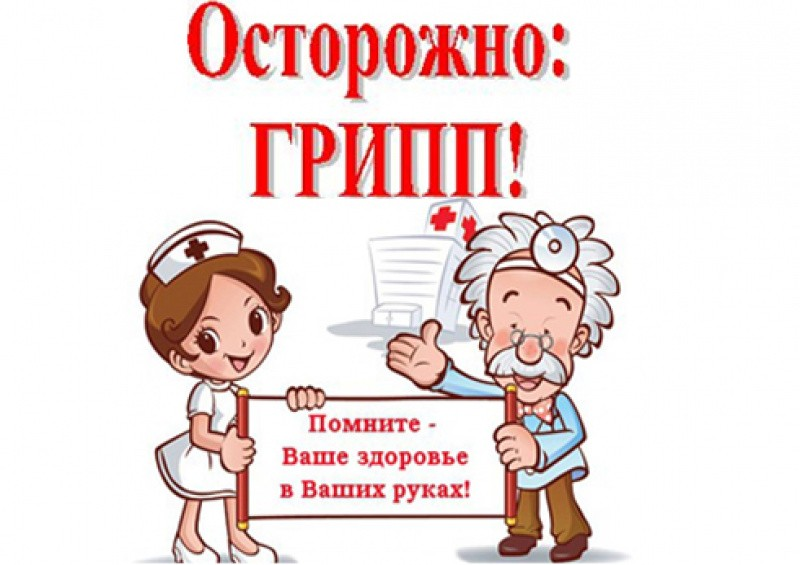 Осторожно:
ГРИПП!
Помните -
Ваше здоровье
в Ваших руках!